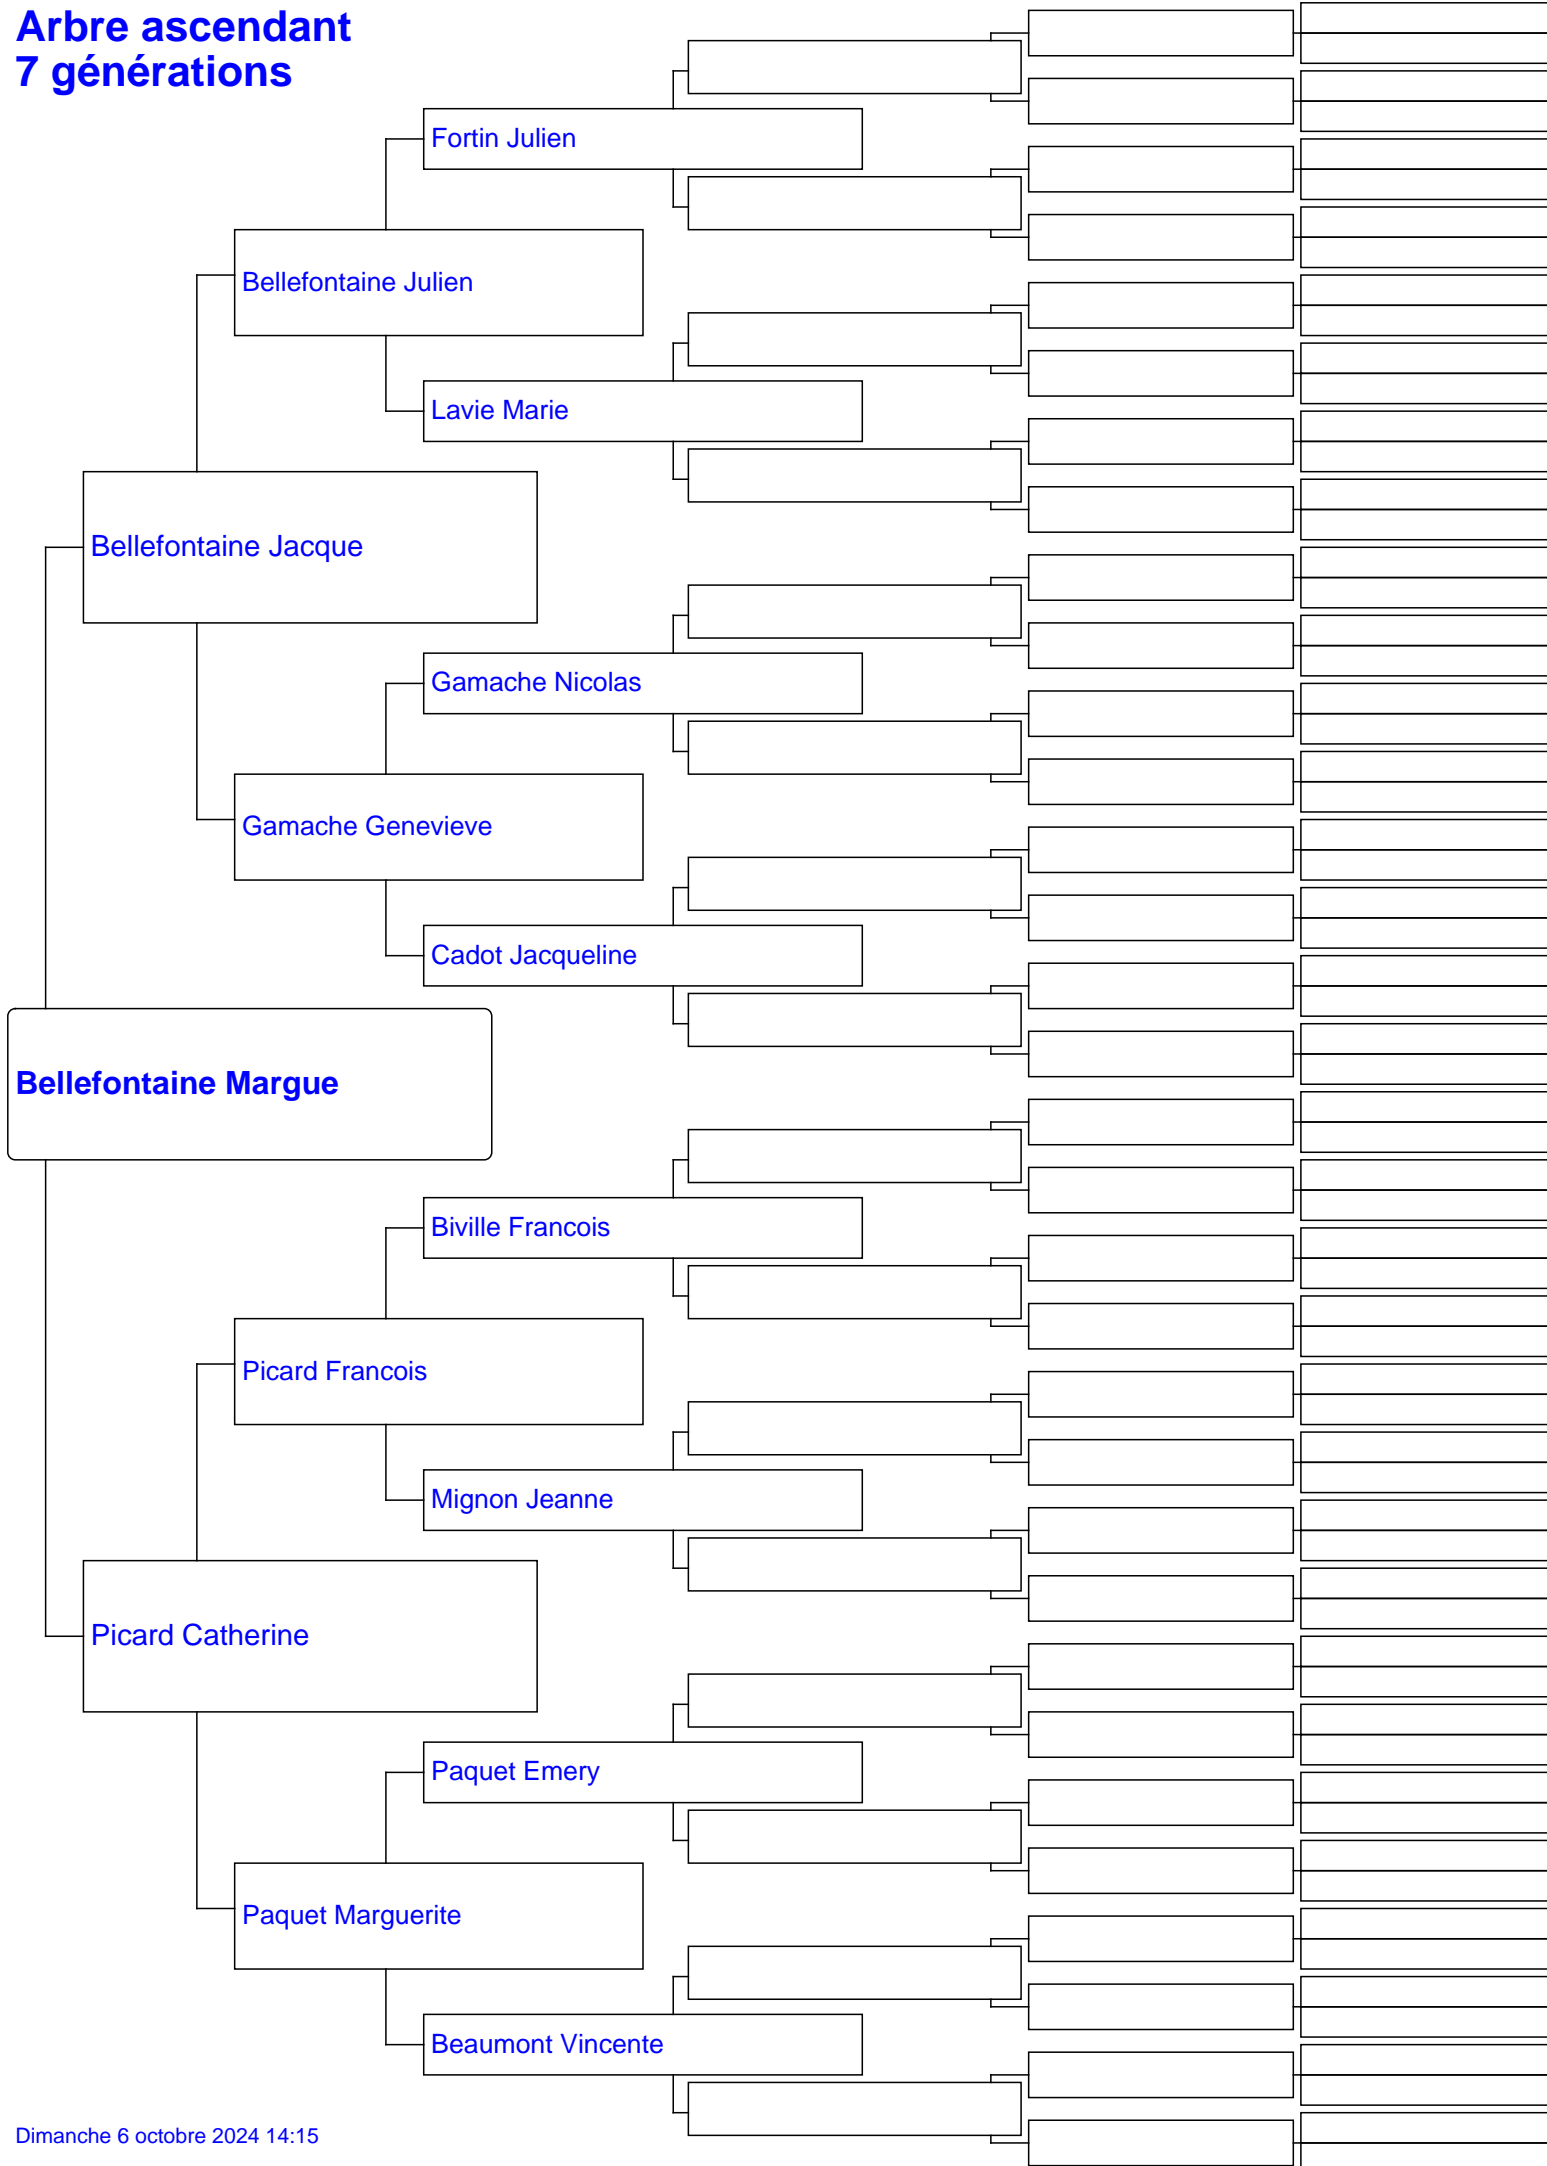 Arbre ascendant
7 générations
Fortin Julien
Bellefontaine Julien
Lavie Marie
Bellefontaine Jacque
Gamache Nicolas
Gamache Genevieve
Cadot Jacqueline
Bellefontaine Margue
Biville Francois
Picard Francois
Mignon Jeanne
Picard Catherine
Paquet Emery
Paquet Marguerite
Beaumont Vincente
Dimanche 6 octobre 2024 14:15